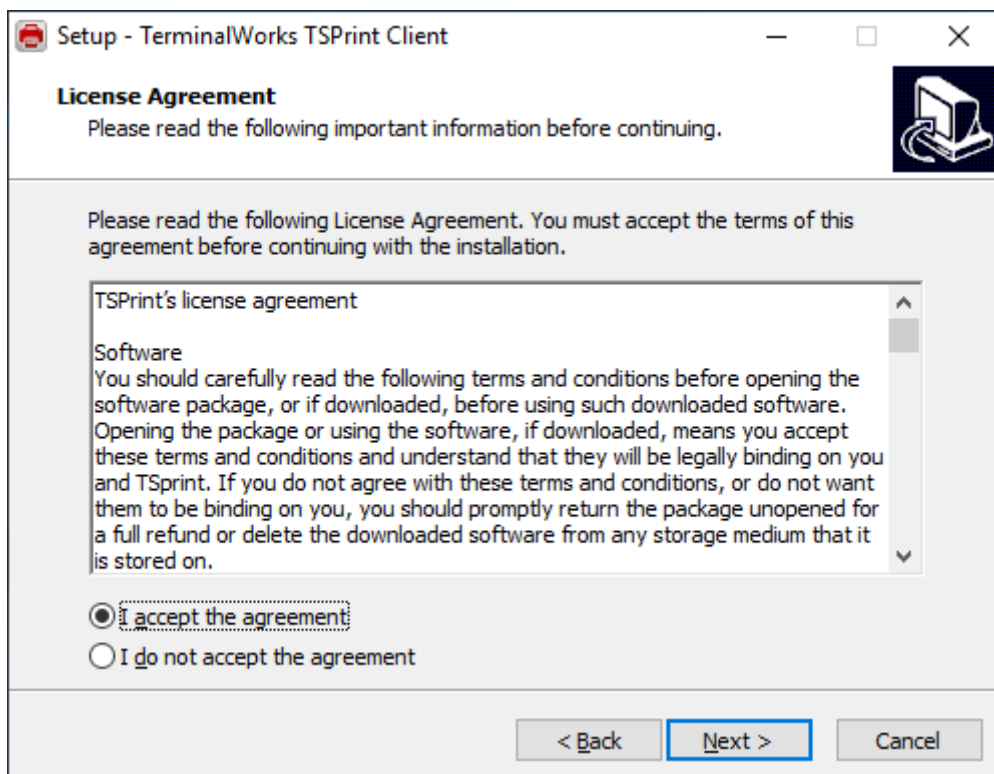 Setup - TerminalWorks TSPrint Client
License Agreement
Please read the following important information before continuing.
Please read the following License Agreement. You must accept the terms of this
agreement before continuing with the installation.
TSPrint's license agreement
Software
You should carefully read the following terms and conditions before opening the
software package, or if downloaded, before using such downloaded software.
Opening the package or using the software, if downloaded, means you accept
these terms and conditions and understand that they will be legally binding on you
and TSprint. If you do not agree with these terms and conditions, or do not want
them to be binding on you, you should promptly return the package unopened for
a full refund or delete the downloaded software from any storage medium that it
is stored on.
I accept the agreement
I do not accept the agreement
< Back Next > Cancel